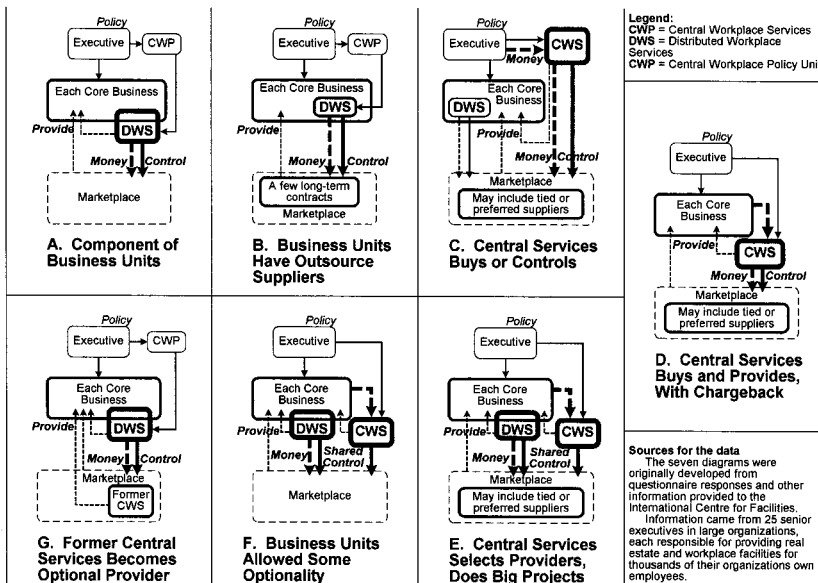 Policy
Executive
CWP
Each Core Business
DWS
Provide
Money
Control
Marketplace
A. Component of
Business Units
Policy
Executive
CWP
Each Core Business
DWS
Provide
Money
Control
A few long-term
contracts
Marketplace
B. Business Units
Have Outsource
Suppliers
Policy
Executive
Money
CWS
Each Core
Business
DWS
Provide
Money
Control
Marketplace
May include tied or
preferred suppliers
C. Central Services
Buys or Controls
Legend:
CWP = Central Workplace Services
DWS = Distributed Workplace
Services
CWP = Central Workplace Policy Uni
Policy
Executive
Each Core
Business
Provide
CWS
Money
Control
Marketplace
May include tied or
preferred suppliers
D. Central Services
Buys and Provides,
With Chargeback
Policy
Executive
CWP
Each Core
Business
Provide
DWS
Money
Control
Marketplace
Former
CWS
G. Former Central
Services Becomes
Optional Provider
Policy
Executive
Each Core
Business
Provide
DWS
CWS
Money
Shared
Control
Marketplace
F. Business Units
Allowed Some
Optionality
Policy
Executive
Each Core
Business
Provide
DWS
CWS
Money
Shared
Control
Marketplace
May include tied or
preferred suppliers
E. Central Services
Selects Providers,
Does Big Projects
Sources for the data
The seven diagrams were
originally developed from
questionnaire responses and other
information provided to the
International Centre for Facilities.
Information came from 25 senior
executives in large organizations,
each responsible for providing real
estate and workplace facilities for
thousands of their organizations own
employees.